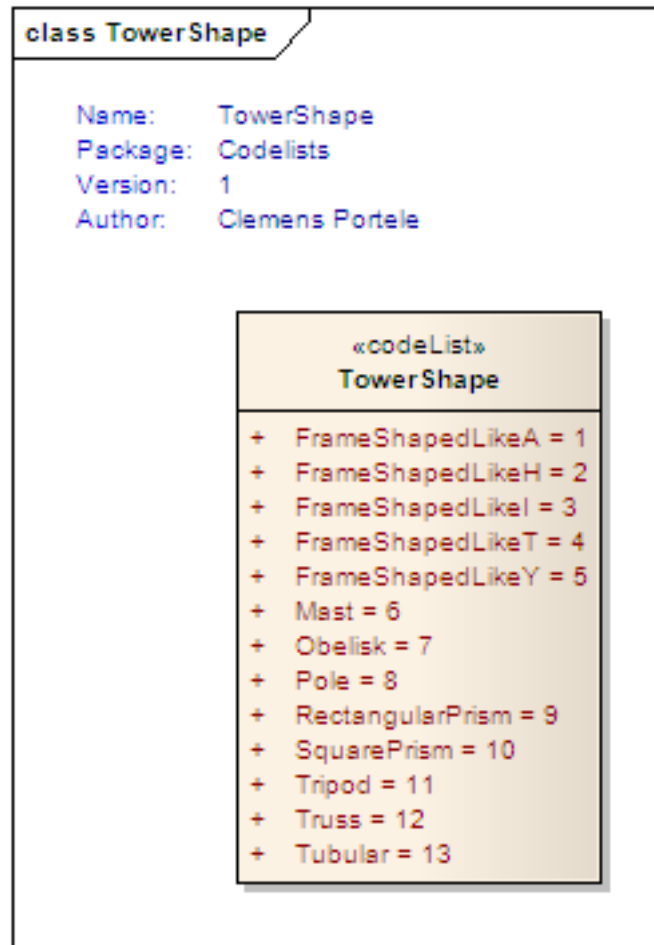 class TowerShape
Name: TowerShape
Package: Codelists
Version: 1
Author: Clemens Portele
«codeList»
TowerShape
+ FrameShapedLikeA = 1
+ FrameShapedLikeH = 2
+ FrameShapedLikeI = 3
+ FrameShapedLikeT = 4
+ FrameShapedLikeY = 5
+ Mast = 6
+ Obelisk = 7
+ Pole = 8
+ RectangularPrism = 9
+ SquarePrism = 10
+ Tripod = 11
+ Truss = 12
+ Tubular = 13